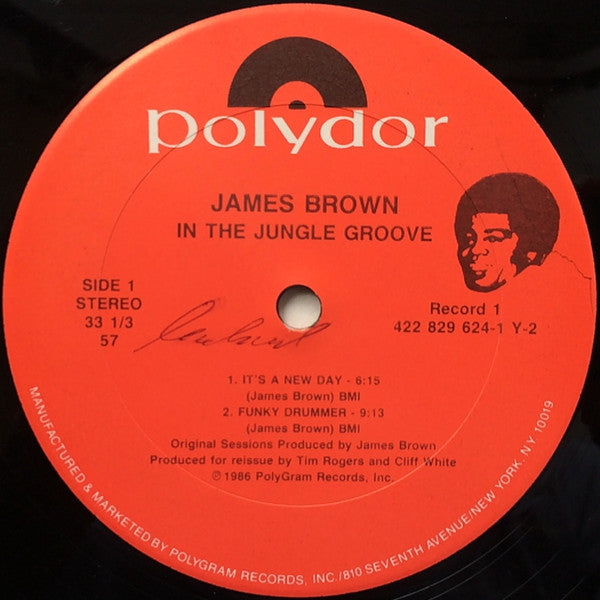 polydor
JAMES BROWN
IN THE JUNGLE GROOVE
SIDE 1
STEREO
33 1/3
57
Record 1
422 829 624-1 Y-2
1. IT'S A NEW DAY - 6:15
(James Brown) BMI
2. FUNKY DRUMMER - 9:13
(James Brown) BMI
Original Sessions Produced by James Brown
Produced for reissue by Tim Rogers and Cliff White
℗1986 PolyGram Records, Inc.
MANUFACTURED & MARKETED BY POLYGRAM RECORDS, INC./810 SEVENTH AVENUE/NEW YORK, NY 10019